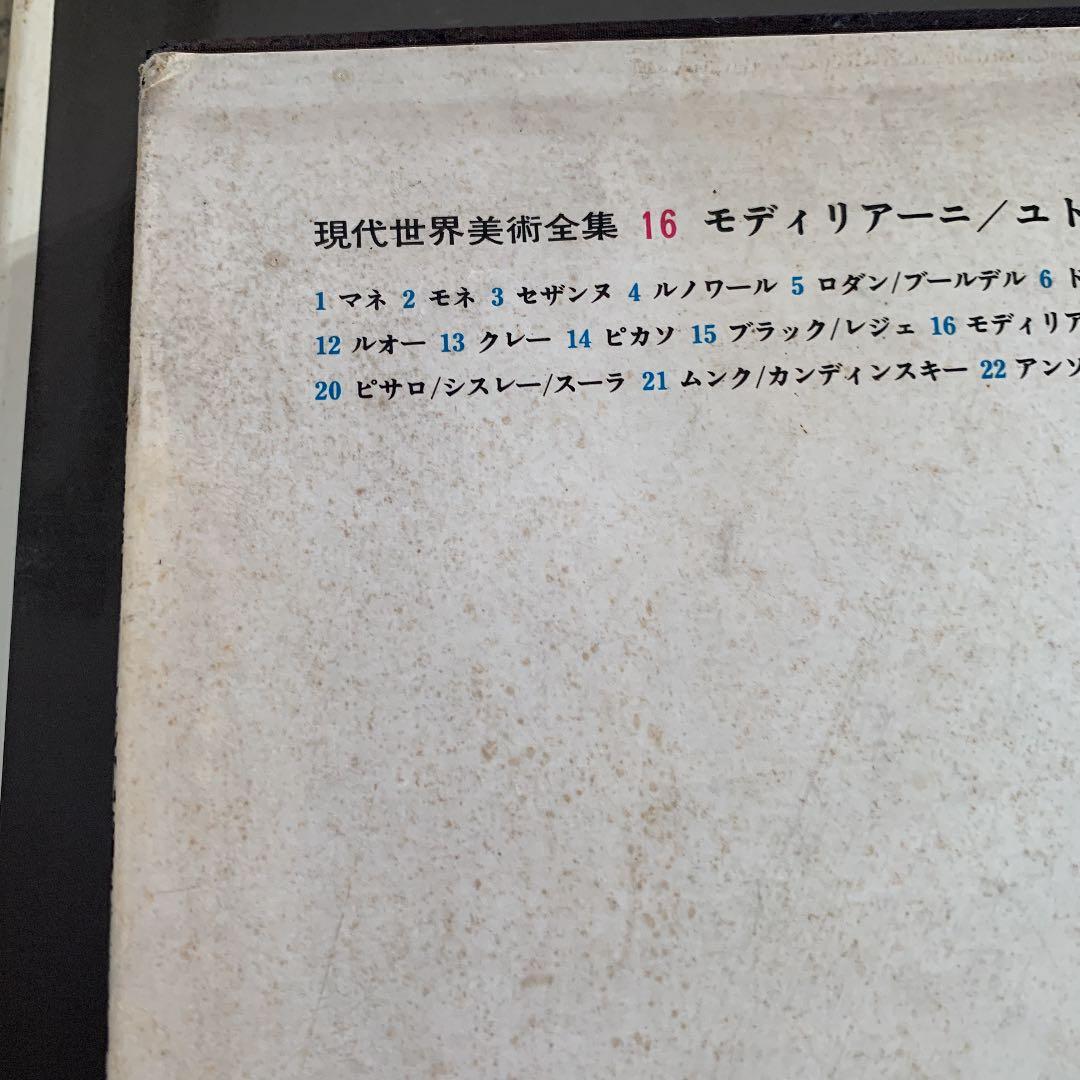 現代世界美術全集 16 モディリアーニ/ユト
1 マネ 2 モネ 3 セザンヌ 4 ルノワール 5 ロダン/ブールデル 6 ド
12 ルオー 13 クレー 14 ピカソ 15 ブラック/レジェ 16 モディリア
20 ピサロ/シスレー/スーラ 21 ムンク/カンディンスキー 22 アンソ